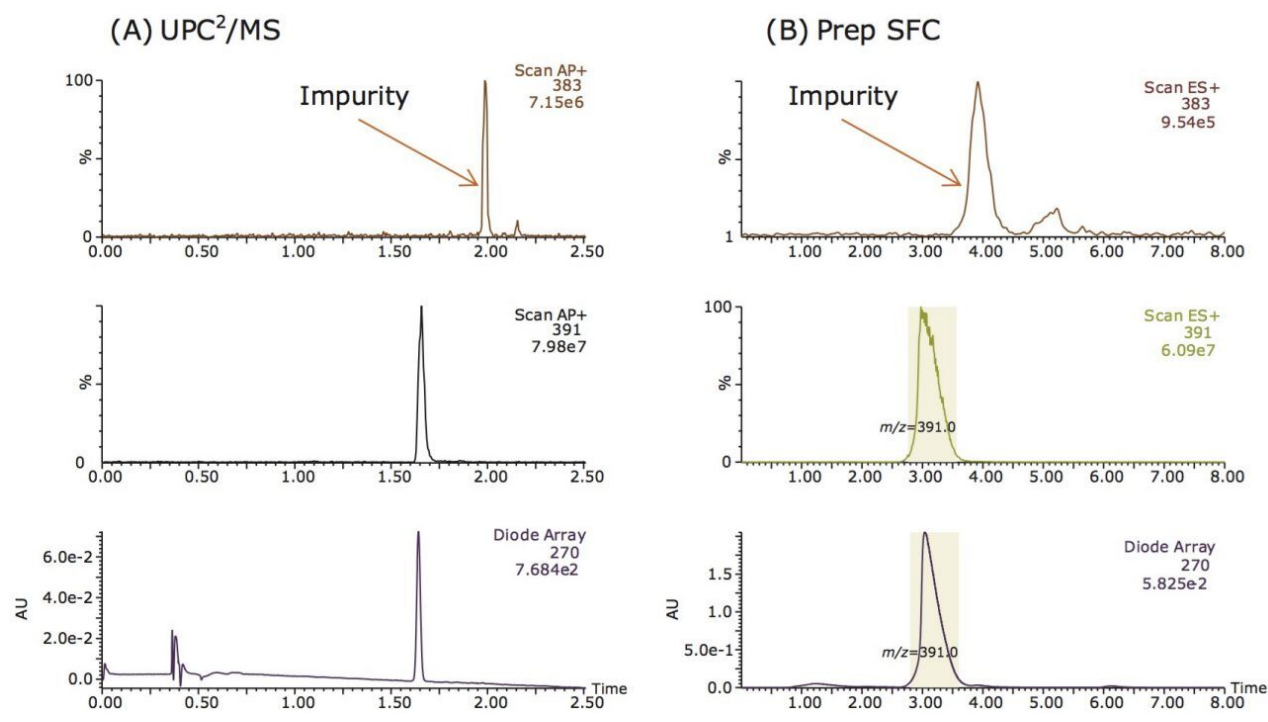 (A) UPC²/MS
Scan AP+
383
7.15e6
Impurity
100
%
0
0.00 0.50 1.00 1.50 2.00 2.50
Scan AP+
391
7.98e7
%
0
0.00 0.50 1.00 1.50 2.00 2.50
Diode Array
270
7.684e2
6.0e-2
4.0e-2
AU
2.0e-2
0.0
Time
0.00 0.50 1.00 1.50 2.00 2.50
(B) Prep SFC
Scan ES+
383
9.54e5
Impurity
%
1
1.00 2.00 3.00 4.00 5.00 6.00 7.00 8.00
100
Scan ES+
391
6.09e7
%
m/z=391.0
0
1.00 2.00 3.00 4.00 5.00 6.00 7.00 8.00
Diode Array
270
5.825e-2
1.5
1.0
AU
5.0e-1
m/z=391.0
0.0
Time
1.00 2.00 3.00 4.00 5.00 6.00 7.00 8.00